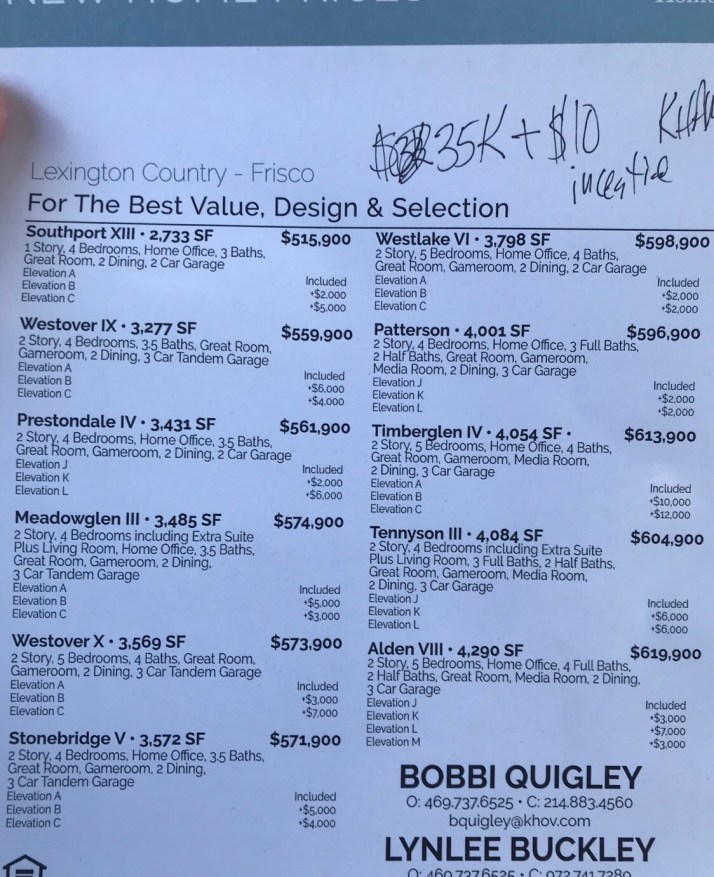 NEW HOME PRICES
$35K + $10
incentive
Lexington Country - Frisco
For The Best Value, Design & Selection
Southport XIII • 2,733 SF $515,900
1 Story, 4 Bedrooms, Home Office, 3 Baths,
Great Room, 2 Dining, 2 Car Garage
Elevation A Included
Elevation B +$2,000
Elevation C +$5,000
Westover IX • 3,277 SF $559,900
2 Story, 4 Bedrooms, 3.5 Baths, Great Room,
Gameroom, 2 Dining, 3 Car Tandem Garage
Elevation A Included
Elevation B +$6,000
Elevation C +$4,000
Prestondale IV • 3,431 SF $561,900
2 Story, 4 Bedrooms, Home Office, 3.5 Baths,
Great Room, Gameroom, 2 Dining, 2 Car Garage
Elevation J Included
Elevation K +$2,000
Elevation L +$6,000
Meadowglen III • 3,485 SF $574,900
2 Story, 4 Bedrooms including Extra Suite
Plus Living Room, Home Office, 3.5 Baths,
Great Room, Gameroom, 2 Dining,
3 Car Tandem Garage
Elevation A Included
Elevation B +$5,000
Elevation C +$3,000
Westover X • 3,569 SF $573,900
2 Story, 5 Bedrooms, 4 Baths, Great Room,
Gameroom, 2 Dining, 3 Car Tandem Garage
Elevation A Included
Elevation B +$3,000
Elevation C +$7,000
Stonebridge V • 3,572 SF $571,900
2 Story, 4 Bedrooms, Home Office, 3.5 Baths,
Great Room, Gameroom, 2 Dining,
3 Car Tandem Garage
Elevation A Included
Elevation B +$5,000
Elevation C +$4,000
Westlake VI • 3,798 SF $598,900
2 Story, 5 Bedrooms, Home Office, 4 Baths,
Great Room, Gameroom, 2 Dining, 2 Car Garage
Elevation A Included
Elevation B +$2,000
Elevation C +$2,000
Patterson • 4,001 SF $596,900
2 Story, 4 Bedrooms, Home Office, 3 Full Baths,
2 Half Baths, Great Room, Gameroom,
Media Room, 2 Dining, 3 Car Garage
Elevation J Included
Elevation K +$2,000
Elevation L +$2,000
Timberglen IV • 4,054 SF • $613,900
2 Story, 5 Bedrooms, Home Office, 4 Baths,
Great Room, Gameroom, Media Room,
2 Dining, 3 Car Garage
Elevation A Included
Elevation B +$10,000
Elevation C +$12,000
Tennyson III • 4,084 SF $604,900
2 Story, 4 Bedrooms including Extra Suite
Plus Living Room, 3 Full Baths, 2 Half Baths,
Great Room, Gameroom, Media Room,
2 Dining, 3 Car Garage
Elevation J Included
Elevation K +$6,000
Elevation L +$6,000
Alden VIII • 4,290 SF $619,900
2 Story, 5 Bedrooms, Home Office, 4 Full Baths,
2 Half Baths, Great Room, Media Room, 2 Dining,
3 Car Garage
Elevation J Included
Elevation K +$3,000
Elevation L +$7,000
Elevation M +$3,000
BOBBI QUIGLEY
O: 469.737.6525 • C: 214.883.4560
bquigley@khov.com
LYNLEE BUCKLEY
O: 469.737.6525 • C: 972.741.7280